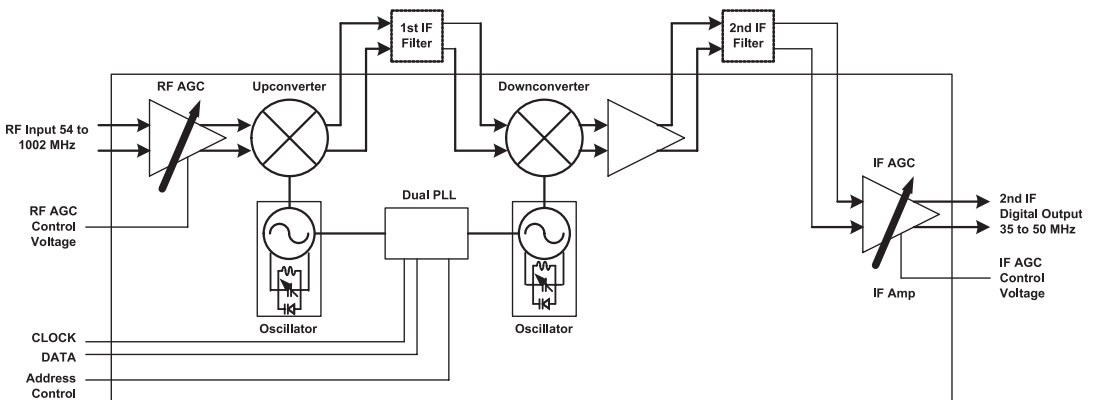 1st IF
Filter
2nd IF
Filter
RF AGC
Upconverter
Downconverter
RF Input 54 to
1002 MHz
IF AGC
Dual PLL
2nd IF
Digital Output
35 to 50 MHz
RF AGC
Control
Voltage
IF AGC
Control
Voltage
IF Amp
Oscillator
Oscillator
CLOCK
DATA
Address
Control